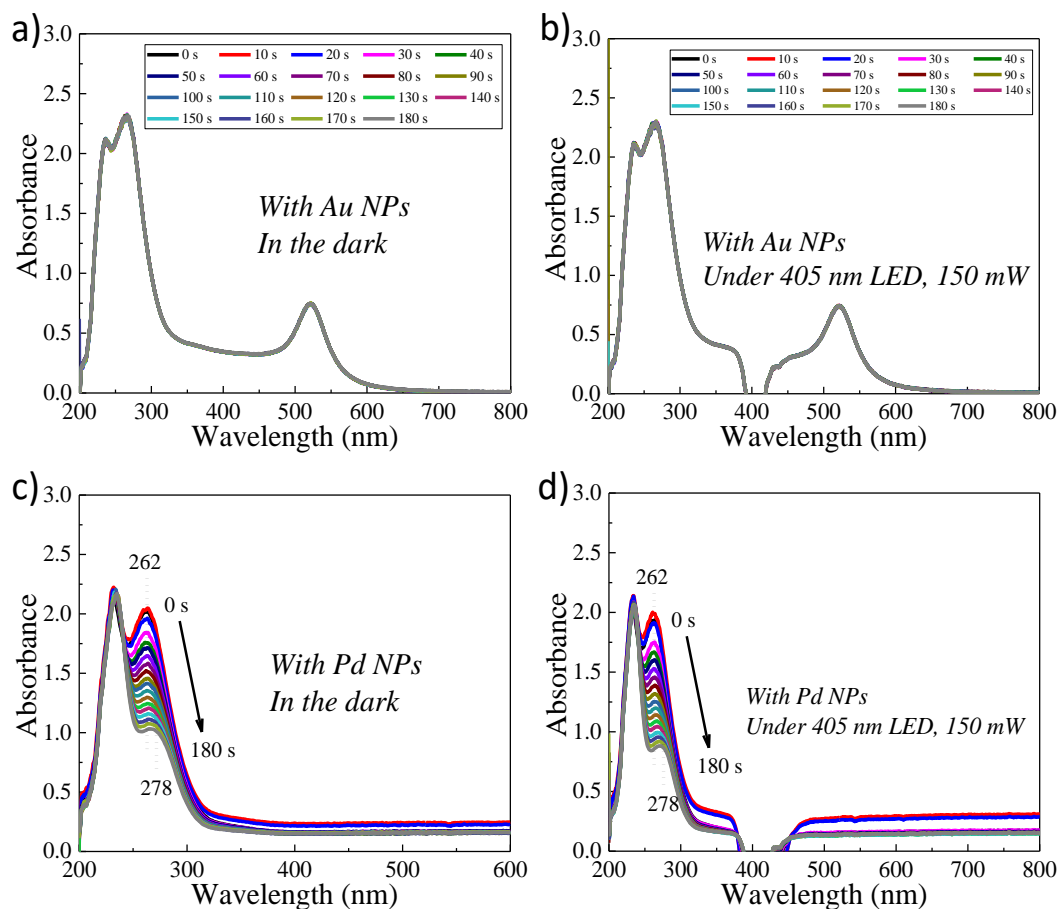 a)
3.0
2.5
2.0
1.5
1.0
0.5
0.0
Absorbance
0 s 10 s 20 s 30 s 40 s
50 s 60 s 70 s 80 s 90 s
100 s 110 s 120 s 130 s 140 s
150 s 160 s 170 s 180 s
With Au NPs
In the dark
200 300 400 500 600 700 800
Wavelength (nm)
b)
3.0
2.5
2.0
1.5
1.0
0.5
0.0
Absorbance
0 s 10 s 20 s 30 s 40 s
50 s 60 s 70 s 80 s 90 s
100 s 110 s 120 s 130 s 140 s
150 s 160 s 170 s 180 s
With Au NPs
Under 405 nm LED, 150 mW
200 300 400 500 600 700 800
Wavelength (nm)
c)
3.0
2.5
2.0
1.5
1.0
0.5
0.0
Absorbance
262
0 s
With Pd NPs
In the dark
180 s
278
200 300 400 500 600
Wavelength (nm)
d)
3.0
2.5
2.0
1.5
1.0
0.5
0.0
Absorbance
262
0 s
With Pd NPs
Under 405 nm LED, 150 mW
180 s
278
200 300 400 500 600 700 800
Wavelength (nm)